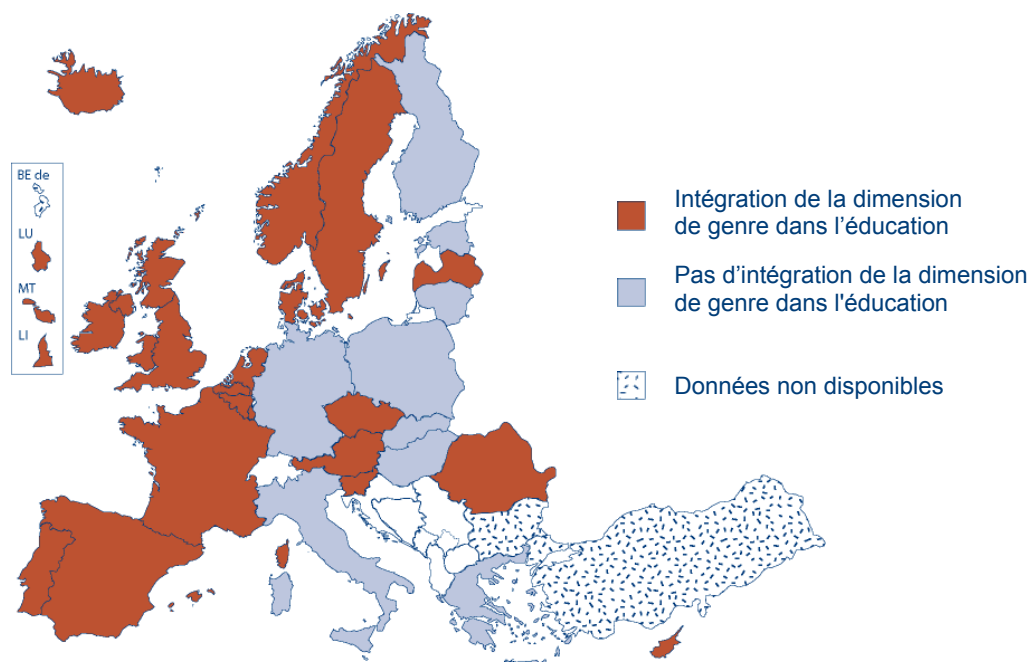 BE de
LU
MT
LI
Intégration de la dimension
de genre dans l’éducation
Pas d’intégration de la dimension
de genre dans l'éducation
Données non disponibles